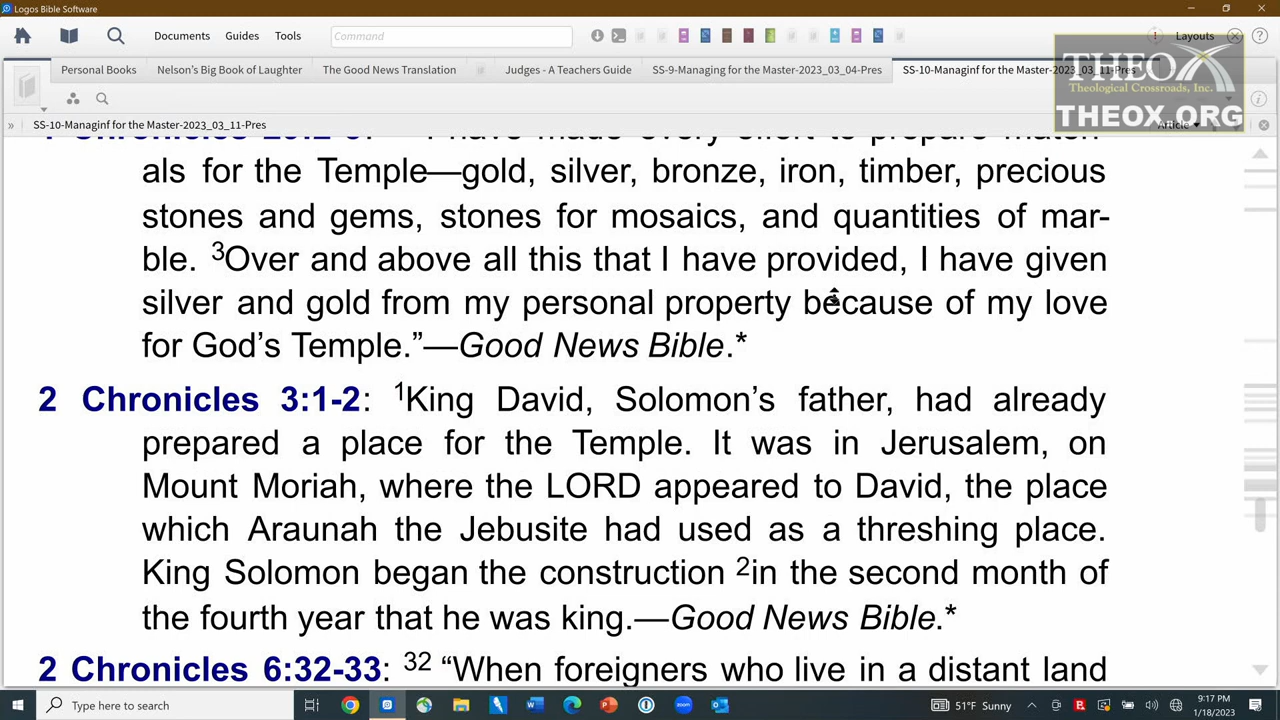 Logos Bible Software
Documents Guides Tools Command Layouts
Personal Books Nelson's Big Book of Laughter Judges - A Teachers Guide SS-9-Managing for the Master-2023_03_04-Pres SS-10-Managinf for the Master-2023_03_11-Pres
THEOX
Theological Crossroads, Inc.
THEOX.ORG
» SS-10-Managinf for the Master-2023_03_11-Pres Article
have made every effort to prepare materi-
als for the Temple—gold, silver, bronze, iron, timber, precious
stones and gems, stones for mosaics, and quantities of mar-
ble. ³Over and above all this that I have provided, I have given
silver and gold from my personal property because of my love
for God's Temple.”—Good News Bible.*
2 Chronicles 3:1-2: ¹King David, Solomon's father, had already
prepared a place for the Temple. It was in Jerusalem, on
Mount Moriah, where the LORD appeared to David, the place
which Araunah the Jebusite had used as a threshing place.
King Solomon began the construction ²in the second month of
the fourth year that he was king.—Good News Bible.*
2 Chronicles 6:32-33: ³² “When foreigners who live in a distant land
Type here to search
51°F Sunny
9:17 PM
1/18/2023